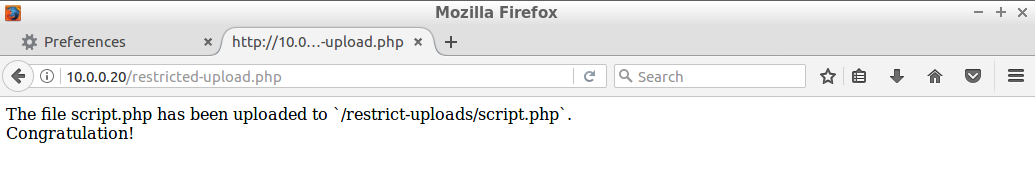 Mozilla Firefox
Preferences
http://10.0...-upload.php
10.0.0.20/restricted-upload.php
Search
The file script.php has been uploaded to `/restrict-uploads/script.php`.
Congratulation!